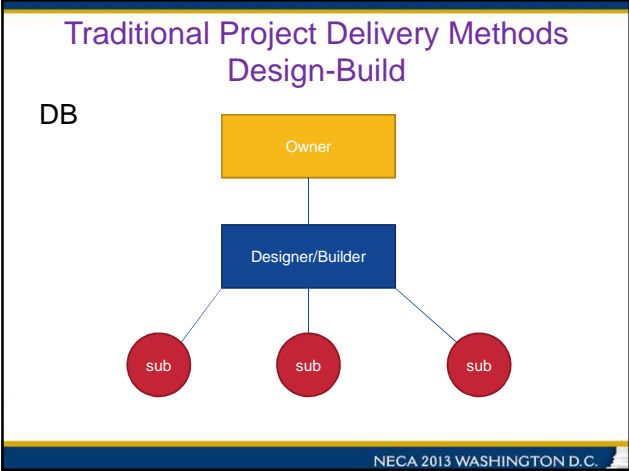 Traditional Project Delivery Methods
Design-Build
DB
Owner
Designer/Builder
sub
sub
sub
NECA 2013 WASHINGTON D.C.